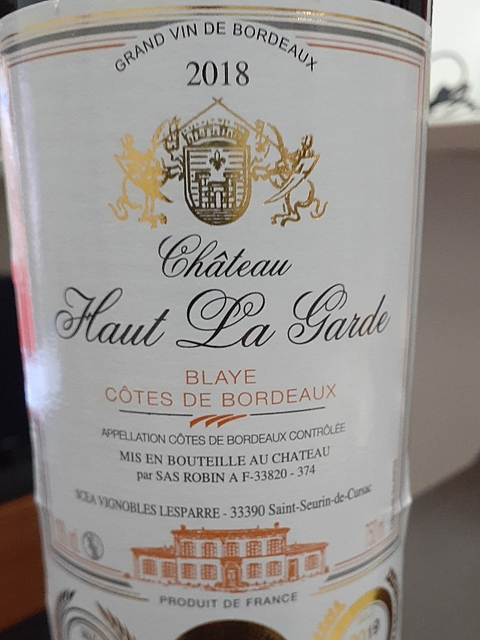 GRAND VIN DE BORDEAUX
2018
Château
Haut La Garde
BLAYE
CÔTES DE BORDEAUX
APPELLATION CÔTES DE BORDEAUX CONTRÔLÉE
MIS EN BOUTEILLE AU CHATEAU
par SAS ROBIN A F-33820 - 374
SCEA VIGNOBLES LESPARRE - 33390 Saint-Seurin-de-Cursac
PRODUIT DE FRANCE